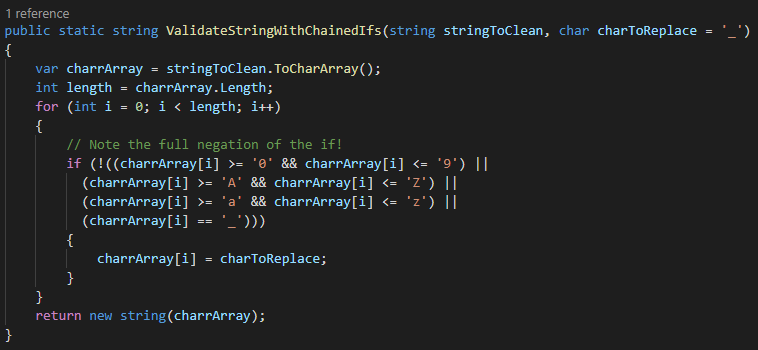 1 reference
public static string ValidateStringWithChainedIfs(string stringToClean, char charToReplace = '_')
{
    var charrArray = stringToClean.ToCharArray();
    int length = charrArray.Length;
    for (int i = 0; i < length; i++)
    {
        // Note the full negation of the if!
        if (!((charrArray[i] >= '0' && charrArray[i] <= '9') ||
          (charrArray[i] >= 'A' && charrArray[i] <= 'Z') ||
          (charrArray[i] >= 'a' && charrArray[i] <= 'z') ||
          (charrArray[i] == '_')))
        {
            charrArray[i] = charToReplace;
        }
    }
    return new string(charrArray);
}